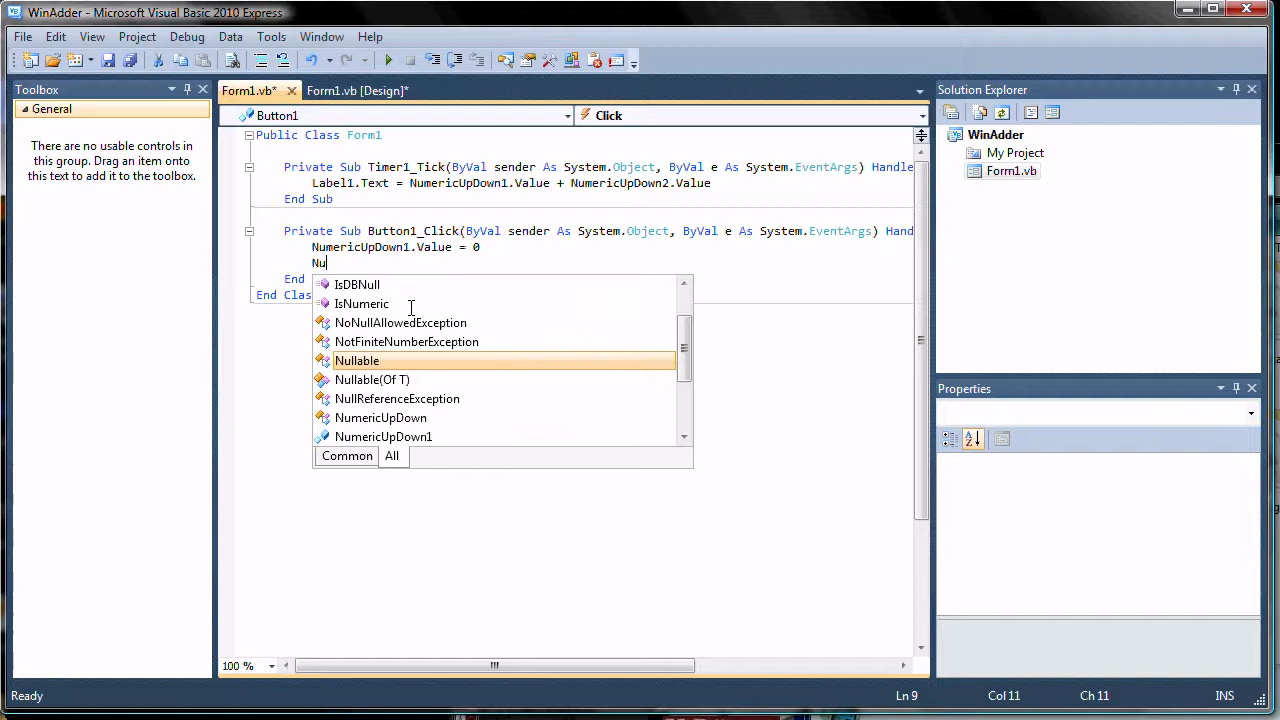 WinAdder - Microsoft Visual Basic 2010 Express
File Edit View Project Debug Data Tools Window Help
Toolbox
General
There are no usable controls in
this group. Drag an item onto
this text to add it to the toolbox.
Form1.vb* Form1.vb [Design]*
Button1 Click
Public Class Form1
Private Sub Timer1_Tick(ByVal sender As System.Object, ByVal e As System.EventArgs) Handle
Label1.Text = NumericUpDown1.Value + NumericUpDown2.Value
End Sub
Private Sub Button1_Click(ByVal sender As System.Object, ByVal e As System.EventArgs) Hand
NumericUpDown1.Value = 0
Nu
End
End Clas
IsDBNull
IsNumeric
NoNullAllowedException
NotFiniteNumberException
Nullable
Nullable(Of T)
NullReferenceException
NumericUpDown
NumericUpDown1
Common All
100 %
Solution Explorer
WinAdder
My Project
Form1.vb
Properties
Ready Ln 9 Col 11 Ch 11 INS